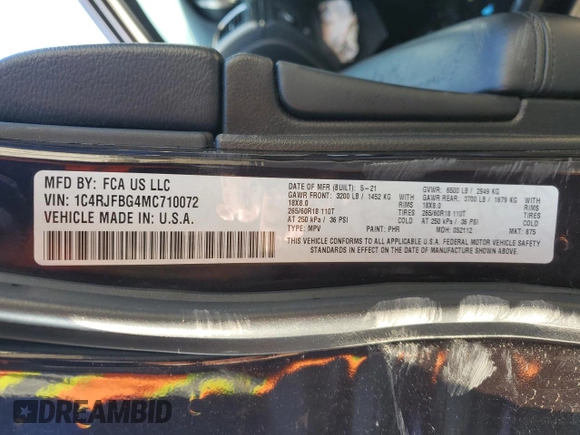 MFD BY: FCA US LLC
VIN: 1C4RJFBG4MC710072
VEHICLE MADE IN: U.S.A.
DATE OF MFR (BUILT): 5-21 GVWR: 6500 LB / 2949 KG
GAWR FRONT: 3200 LB / 1452 KG WITH GAWR REAR: 3700 LB / 1679 KG WITH
18X8.0 RIMS 18X8.0 RIMS
265/60R18 110T TIRES 265/60R18 110T TIRES
AT 250 kPa / 36 PSI COLD AT 250 kPa / 36 PSI COLD
TYPE: MPV PAINT: PHR MDH: 052112 MKT: 875
THIS VEHICLE CONFORMS TO ALL APPLICABLE U.S.A. FEDERAL MOTOR VEHICLE SAFETY
STANDARDS IN EFFECT ON THE DATE OF MANUFACTURE SHOWN ABOVE.
DREAMBID